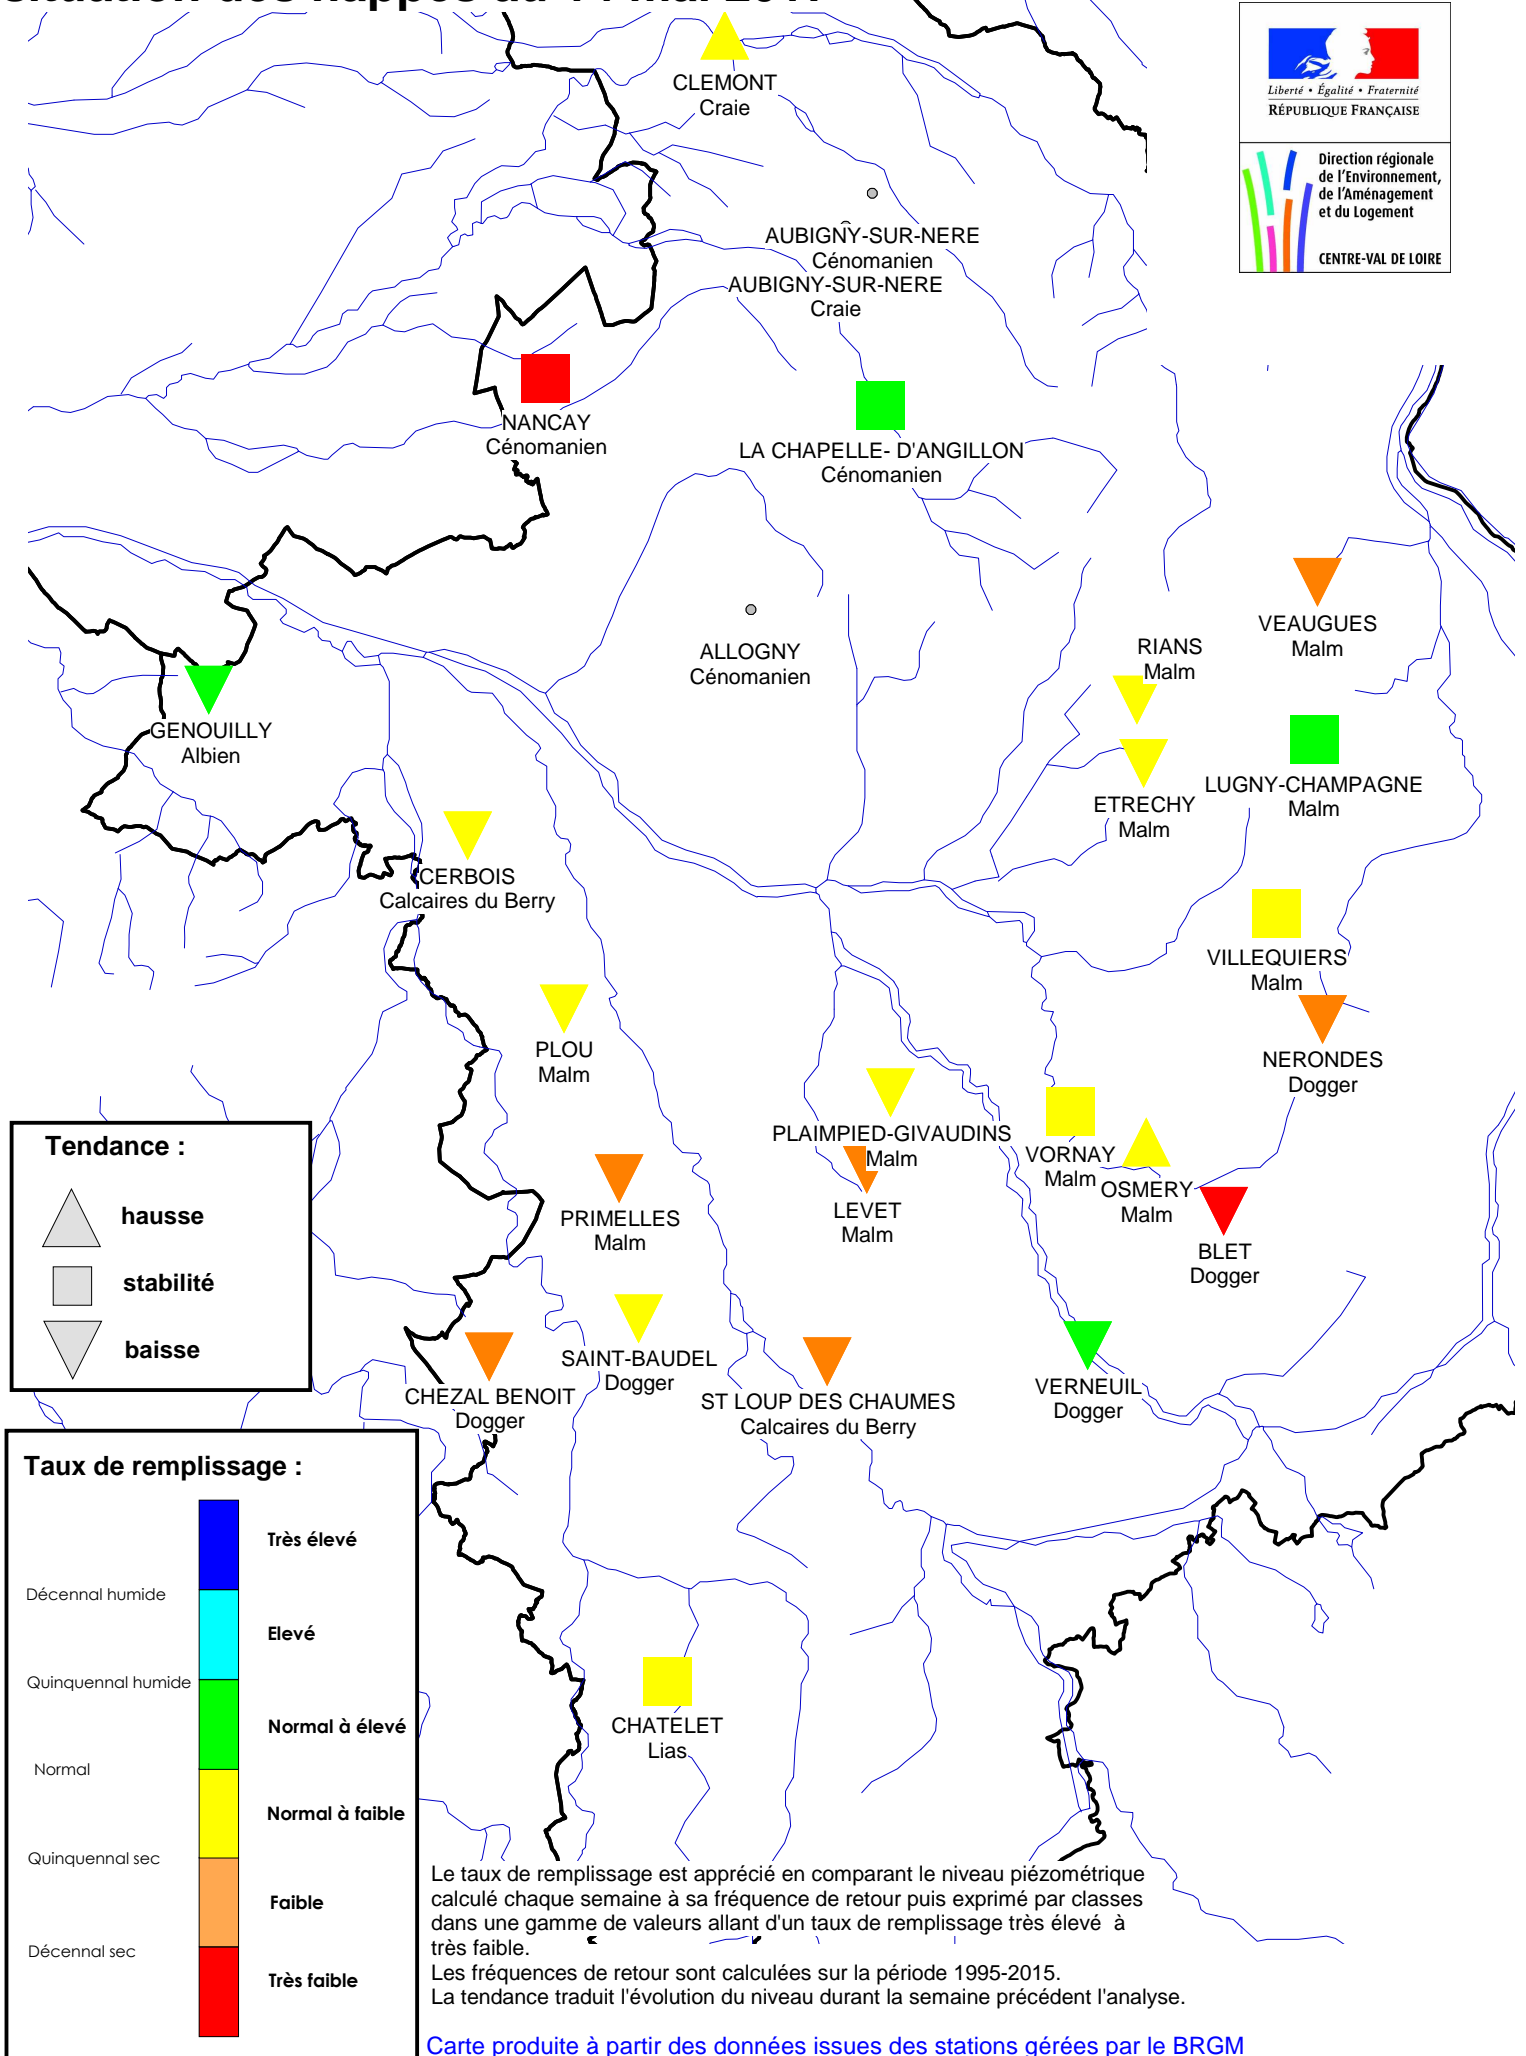 CLEMONT
Craie
Liberté • Égalité • Fraternité
RÉPUBLIQUE FRANÇAISE
Direction régionale
de l'Environnement,
de l'Aménagement
et du Logement
CENTRE-VAL DE LOIRE
AUBIGNY-SUR-NERE
Cénomanien
AUBIGNY-SUR-NERE
Craie
NANCAY
Cénomanien
LA CHAPELLE- D'ANGILLON
Cénomanien
VEAUGUES
Malm
RIANS
Malm
ALLOGNY
Cénomanien
GENOUILLY
Albien
LUGNY-CHAMPAGNE
Malm
ETRECHY
Malm
CERBOIS
Calcaires du Berry
VILLEQUIERS
Malm
PLOU
Malm
NERONDES
Dogger
PLAIMPIED-GIVAUDINS
Malm
VORNAY
Malm
OSMERY
Malm
LEVET
Malm
PRIMELLES
Malm
BLET
Dogger
Tendance :
hausse
stabilité
baisse
SAINT-BAUDEL
Dogger
CHEZAL BENOIT
Dogger
ST LOUP DES CHAUMES
Calcaires du Berry
VERNEUIL
Dogger
CHATELET
Lias
Taux de remplissage :
Très élevé
Décennal humide
Elevé
Quinquennal humide
Normal à élevé
Normal
Normal à faible
Quinquennal sec
Faible
Décennal sec
Très faible
Le taux de remplissage est apprécié en comparant le niveau piézométrique
calculé chaque semaine à sa fréquence de retour puis exprimé par classes
dans une gamme de valeurs allant d'un taux de remplissage très élevé à
très faible.
Les fréquences de retour sont calculées sur la période 1995-2015.
La tendance traduit l'évolution du niveau durant la semaine précédent l'analyse.
Carte produite à partir des données issues des stations gérées par le BRGM